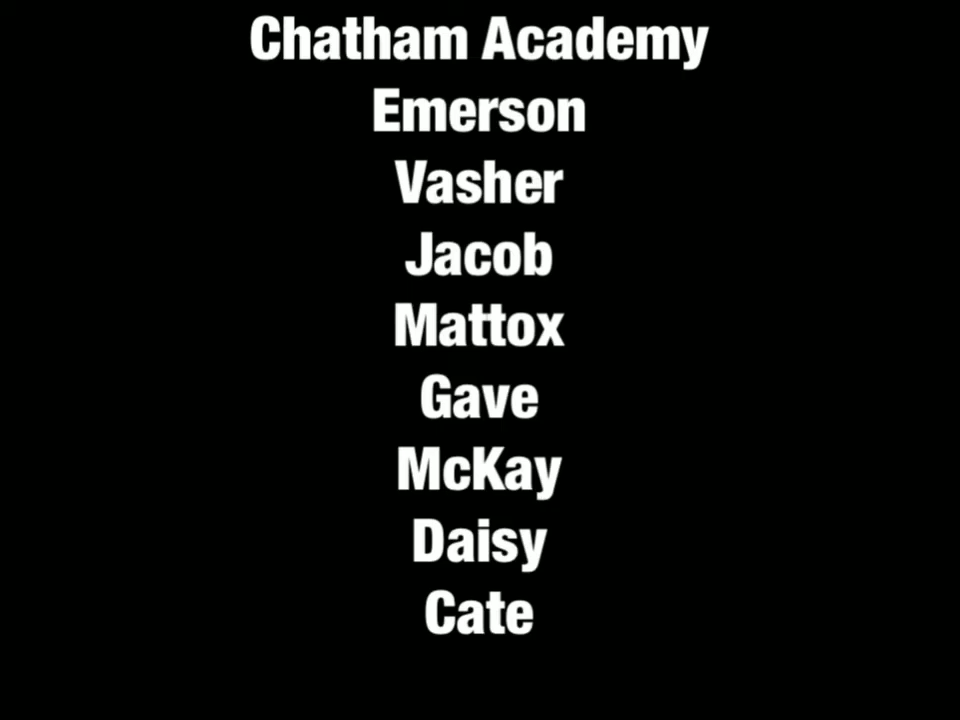 Chatham Academy
Emerson
Vasher
Jacob
Mattox
Gave
McKay
Daisy
Cate